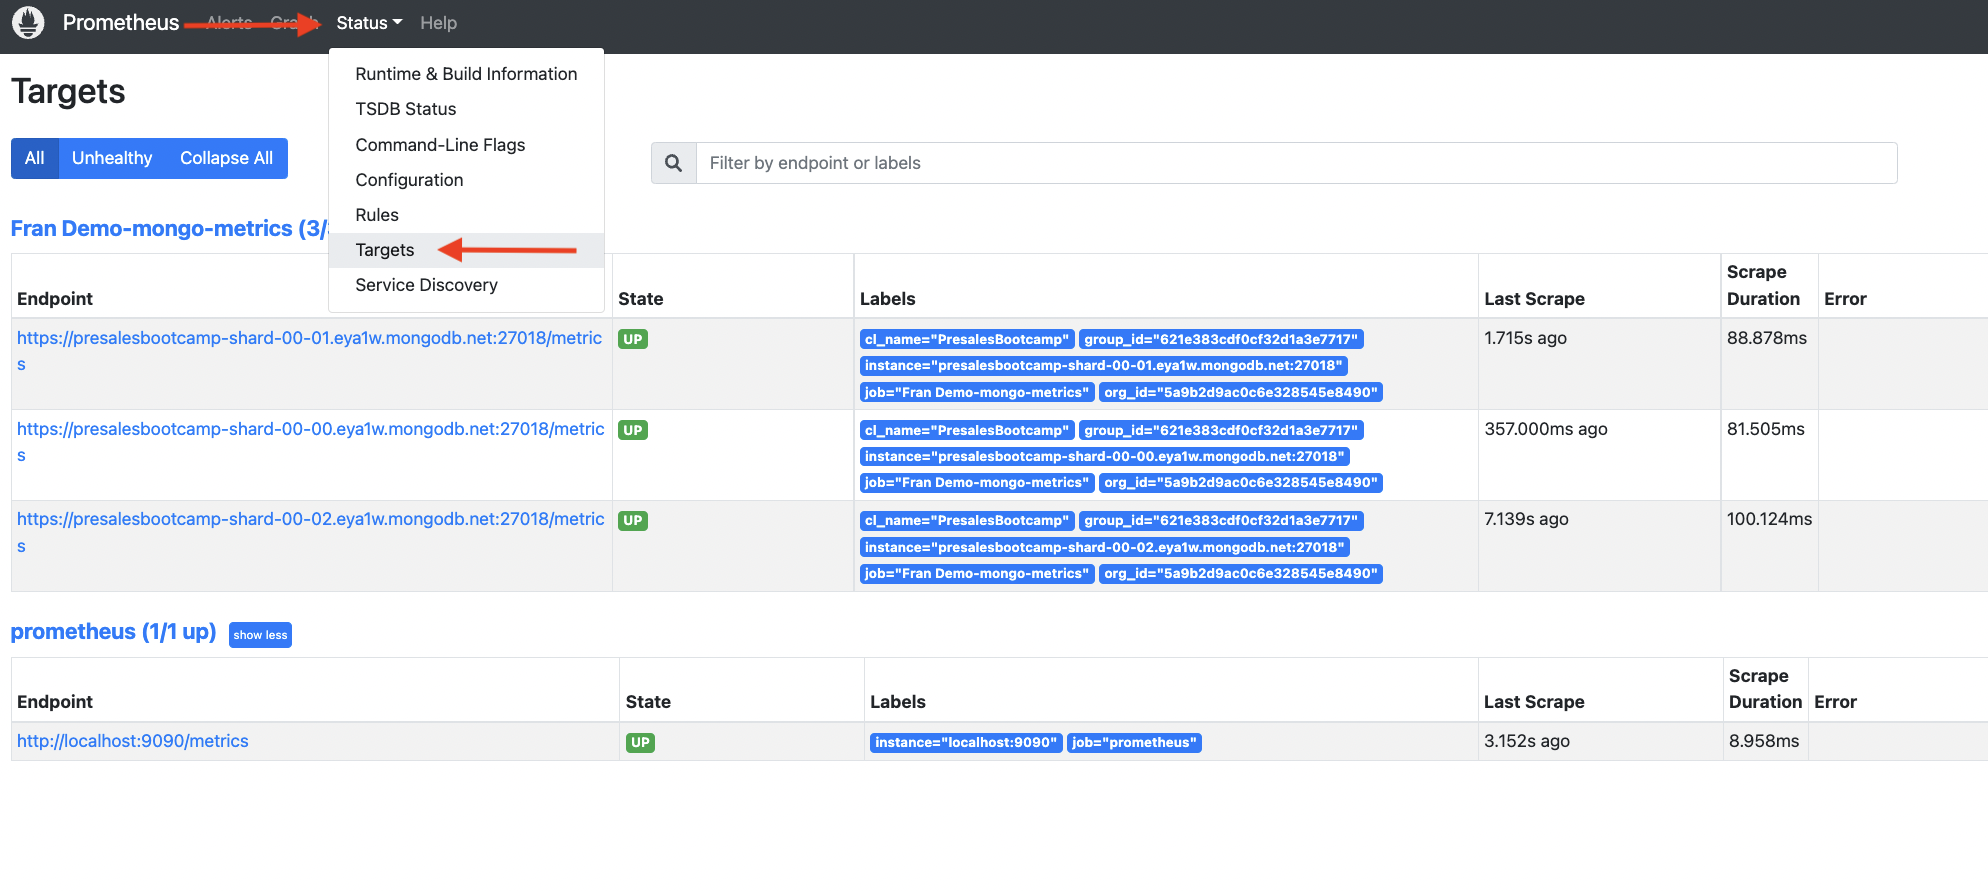 Prometheus Alerts Graph Status Help
Runtime & Build Information
TSDB Status
Command-Line Flags
Configuration
Rules
Targets
Service Discovery
Targets
All Unhealthy Collapse All
Filter by endpoint or labels
Fran Demo-mongo-metrics (3/
Endpoint State Labels Last Scrape Scrape Duration Error
https://presalesbootcamp-shard-00-01.eya1w.mongodb.net:27018/metric
s
UP
cl_name="PresalesBootcamp" group_id="621e383cdf0cf32d1a3e7717"
instance="presalesbootcamp-shard-00-01.eya1w.mongodb.net:27018"
job="Fran Demo-mongo-metrics" org_id="5a9b2d9ac0c6e328545e8490"
1.715s ago
88.878ms
https://presalesbootcamp-shard-00-00.eya1w.mongodb.net:27018/metric
s
UP
cl_name="PresalesBootcamp" group_id="621e383cdf0cf32d1a3e7717"
instance="presalesbootcamp-shard-00-00.eya1w.mongodb.net:27018"
job="Fran Demo-mongo-metrics" org_id="5a9b2d9ac0c6e328545e8490"
357.000ms ago
81.505ms
https://presalesbootcamp-shard-00-02.eya1w.mongodb.net:27018/metric
s
UP
cl_name="PresalesBootcamp" group_id="621e383cdf0cf32d1a3e7717"
instance="presalesbootcamp-shard-00-02.eya1w.mongodb.net:27018"
job="Fran Demo-mongo-metrics" org_id="5a9b2d9ac0c6e328545e8490"
7.139s ago
100.124ms
prometheus (1/1 up) show less
Endpoint State Labels Last Scrape Scrape Duration Error
http://localhost:9090/metrics
UP
instance="localhost:9090" job="prometheus"
3.152s ago
8.958ms